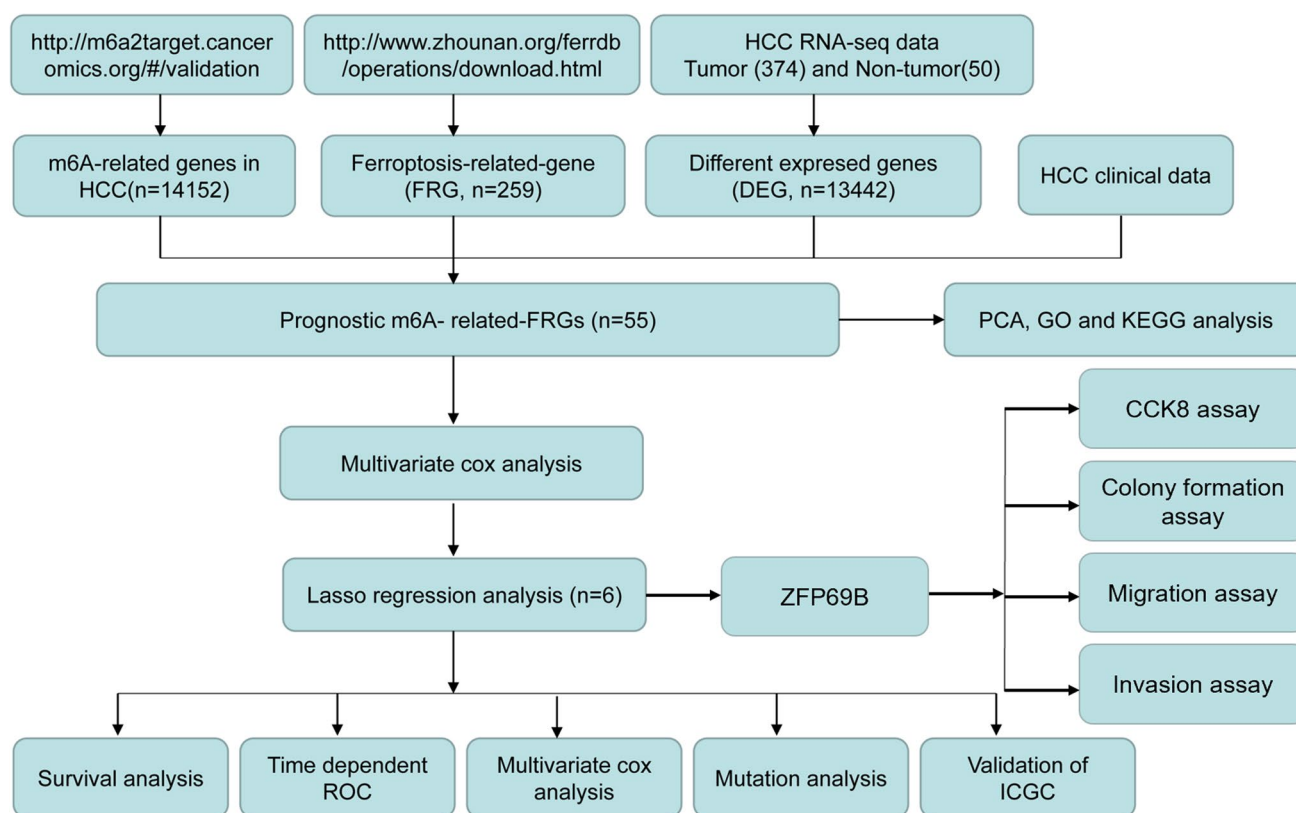 http://m6a2target.cancer
omics.org/#/validation
http://www.zhounan.org/ferrdb
/operations/download.html
HCC RNA-seq data
Tumor (374) and Non-tumor(50)
m6A-related genes in
HCC(n=14152)
Ferroptosis-related-gene
(FRG, n=259)
Different expresed genes
(DEG, n=13442)
HCC clinical data
Prognostic m6A- related-FRGs (n=55)
PCA, GO and KEGG analysis
Multivariate cox analysis
Lasso regression analysis (n=6)
ZFP69B
CCK8 assay
Colony formation
assay
Migration assay
Invasion assay
Survival analysis
Time dependent
ROC
Multivariate cox
analysis
Mutation analysis
Validation of
ICGC